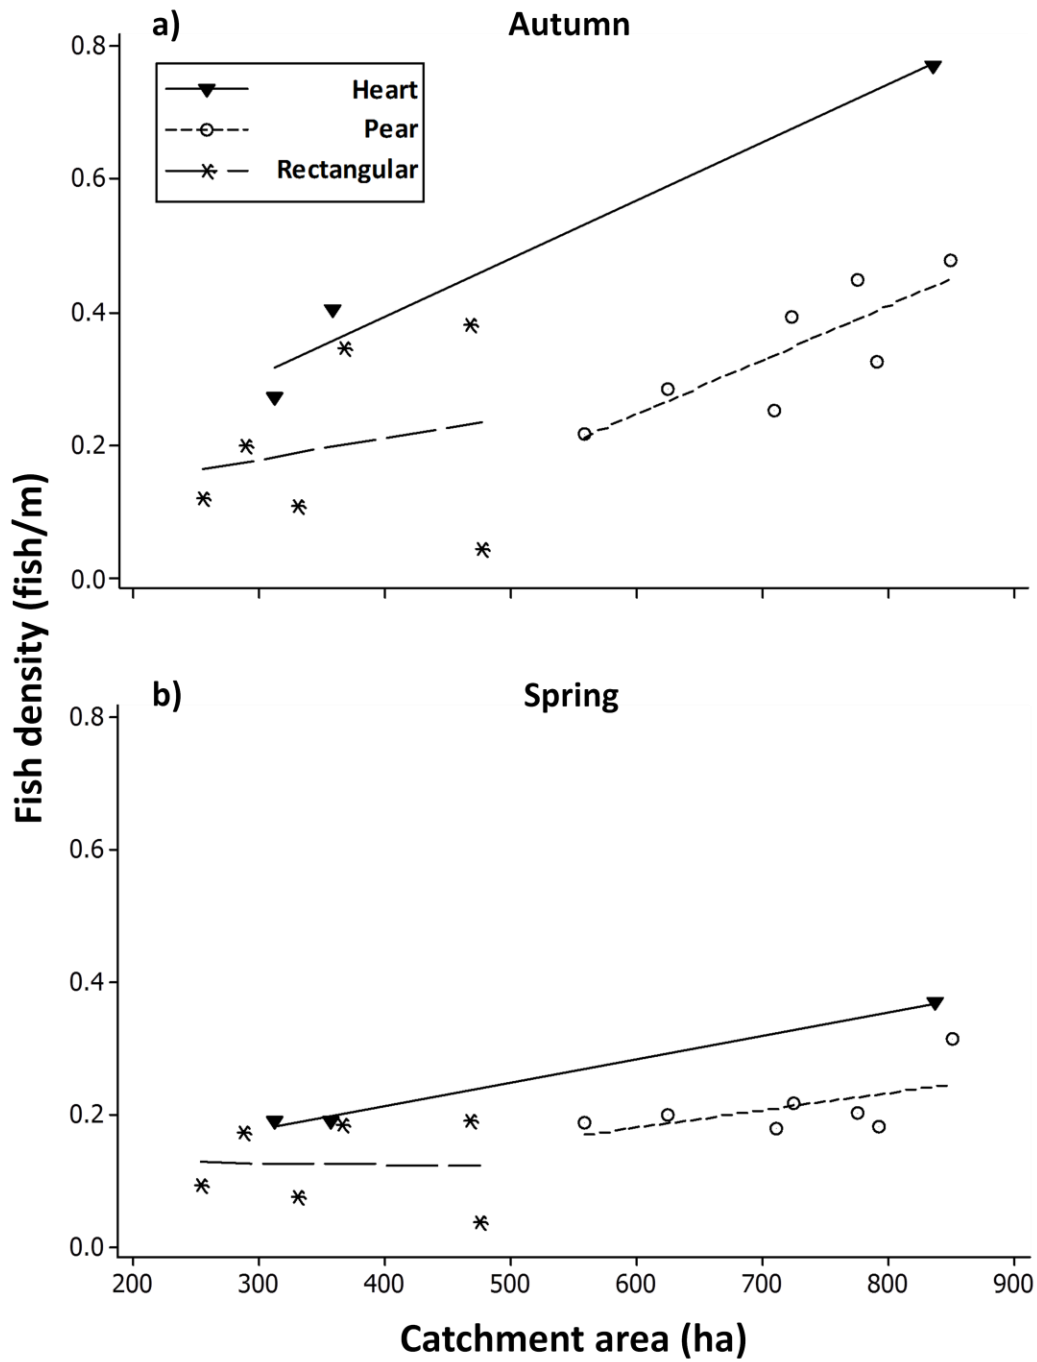 a) Autumn
0.8
Heart
Pear
Rectangular
0.6
0.4
0.2
0.0
Fish density (fish/m)
b) Spring
0.8
0.6
0.4
0.2
0.0
200 300 400 500 600 700 800 900
Catchment area (ha)